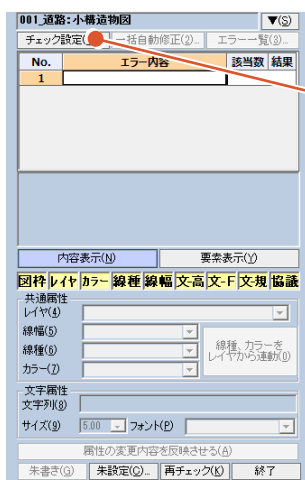 001_道路:小構造物図 ▼(S)
チェック設定( 一括自動修正(2)... エラー一覧(3)...
No. エラー内容 該当数 結果
1
内容表示(N) 要素表示(Y)
図枠 レイヤ カラー 線種 線幅 文-高 文-F 文-規 協議
共通属性
レイヤ(4)
線幅(5)
線種(6)
カラー(7)
線種、カラーを
レイヤから連動(0)
文字属性
文字列(8)
サイズ(9) 5.00 フォント(P)
属性の変更内容を反映させる(A)
朱書き(G) 朱設定(C)... 再チェック(K) 終了